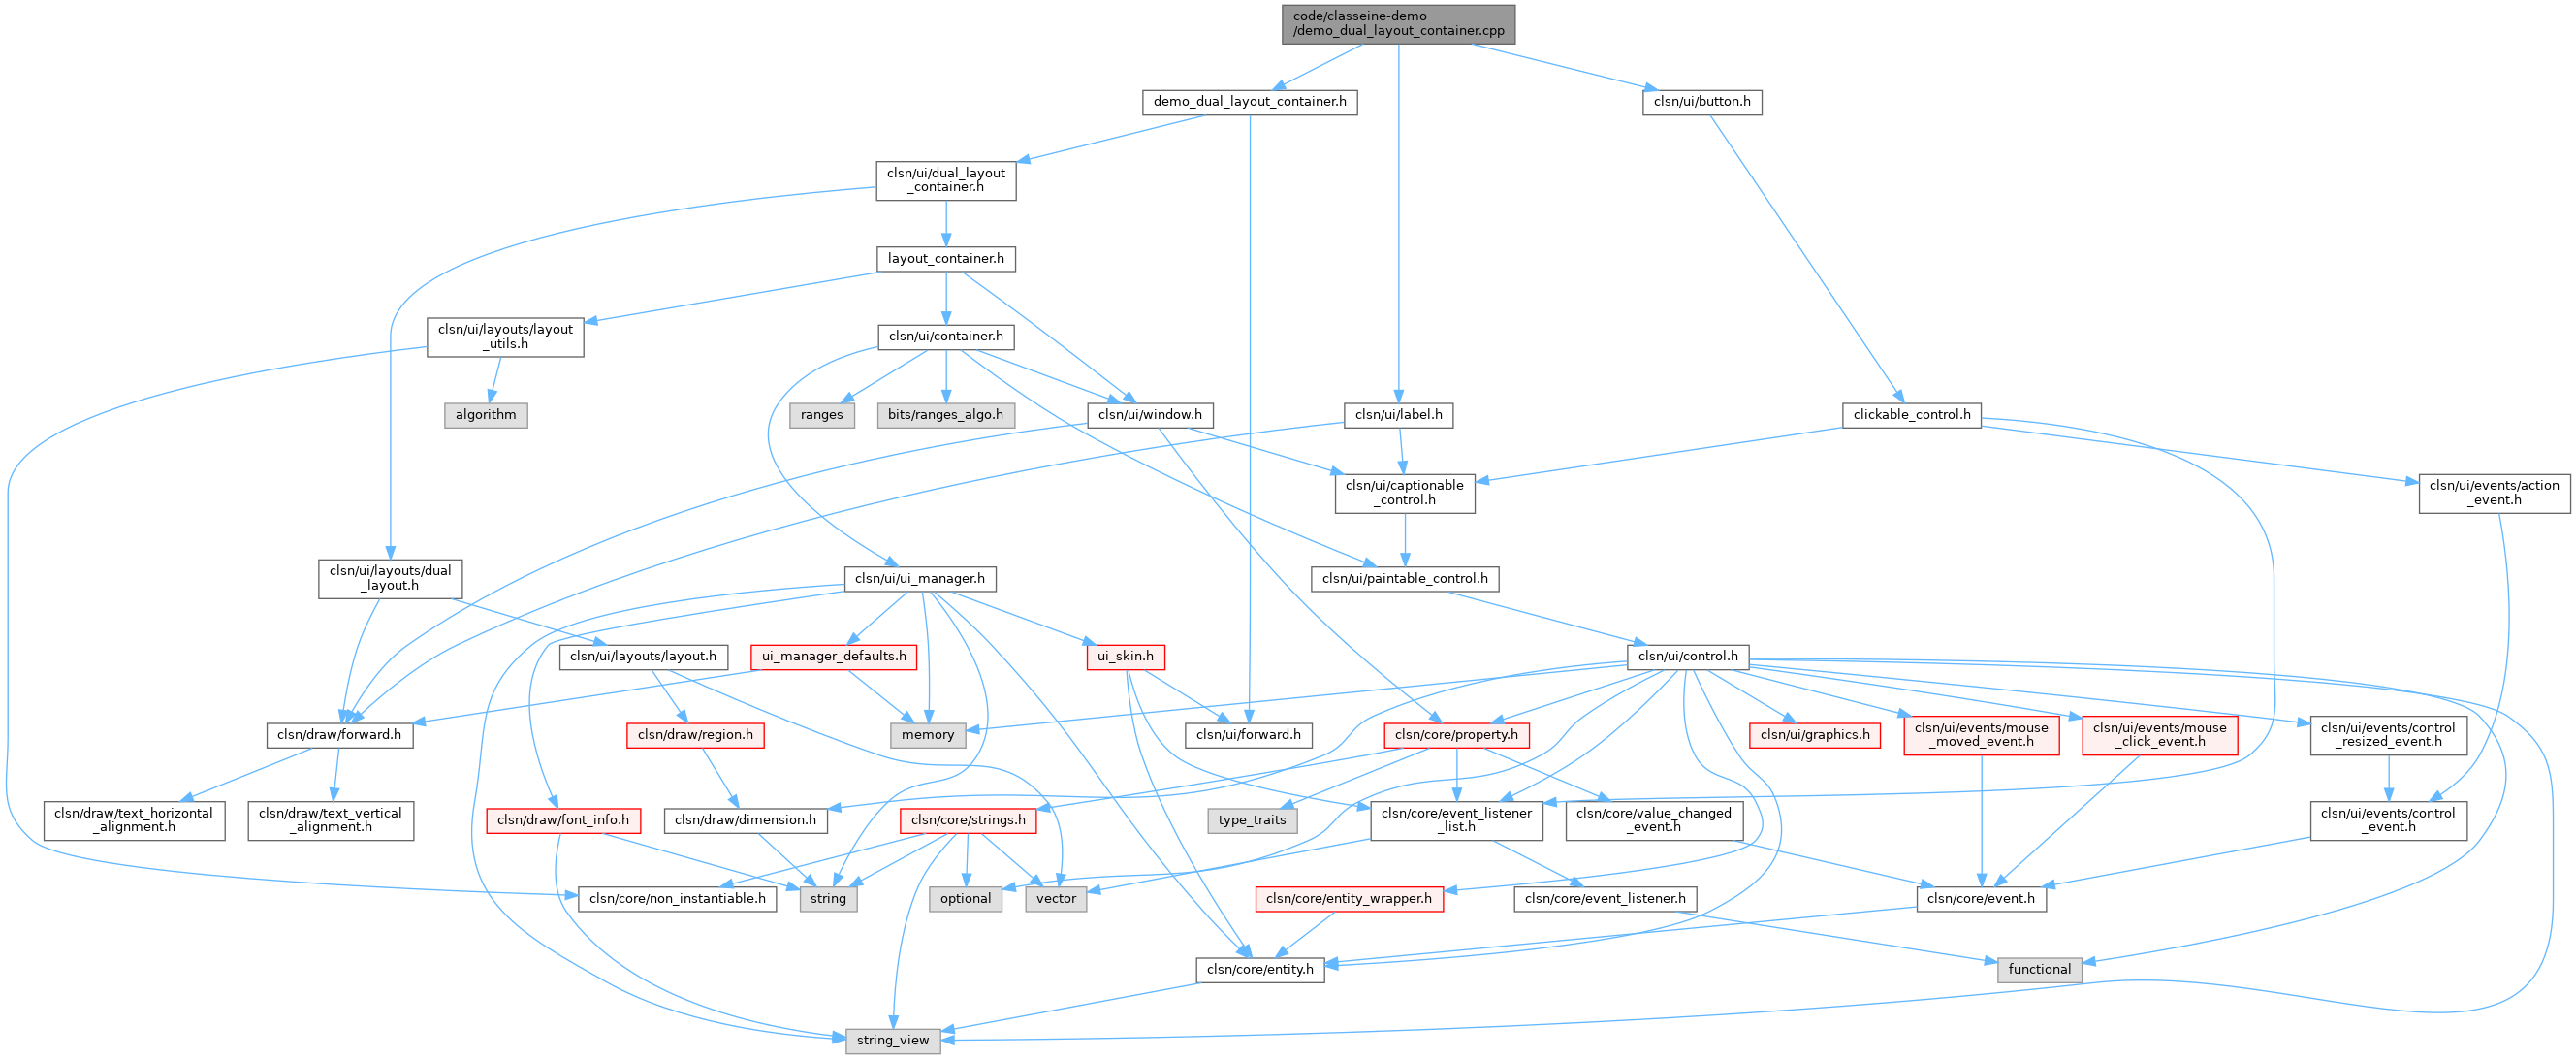 code/classeine-demo
/demo_dual_layout_container.cpp
demo_dual_layout_container.h
clsn/ui/button.h
clsn/ui/dual_layout
_container.h
layout_container.h
clsn/ui/layouts/layout
_utils.h
clsn/ui/container.h
algorithm
ranges
bits/ranges_algo.h
clsn/ui/window.h
clsn/ui/label.h
clickable_control.h
clsn/ui/captionable
_control.h
clsn/ui/events/action
_event.h
clsn/ui/layouts/dual
_layout.h
clsn/ui/ui_manager.h
clsn/ui/paintable_control.h
clsn/ui/layouts/layout.h
ui_manager_defaults.h
ui_skin.h
clsn/ui/control.h
clsn/draw/forward.h
clsn/draw/region.h
memory
clsn/ui/forward.h
clsn/core/property.h
clsn/ui/graphics.h
clsn/ui/events/mouse
_moved_event.h
clsn/ui/events/mouse
_click_event.h
clsn/ui/events/control
_resized_event.h
clsn/draw/text_horizontal
_alignment.h
clsn/draw/text_vertical
_alignment.h
clsn/draw/font_info.h
clsn/draw/dimension.h
clsn/core/strings.h
type_traits
clsn/core/event_listener
_list.h
clsn/core/value_changed
_event.h
clsn/ui/events/control
_event.h
clsn/core/non_instantiable.h
string
optional
vector
clsn/core/entity_wrapper.h
clsn/core/event_listener.h
clsn/core/event.h
clsn/core/entity.h
functional
string_view